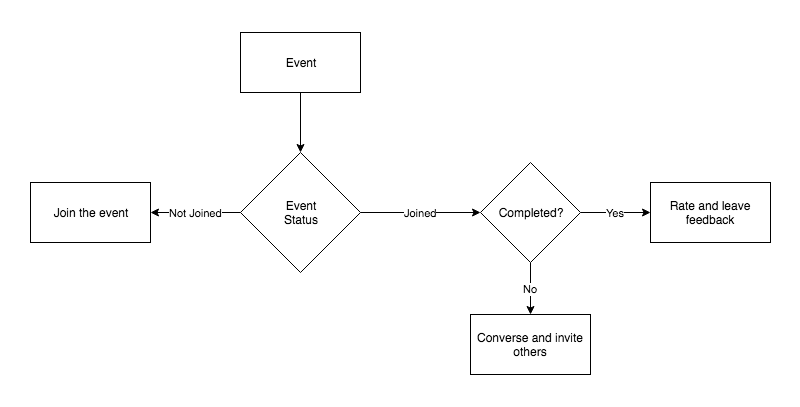 Event
Event
Status
Join the event
Not Joined
Joined
Completed?
Yes
Rate and leave
feedback
No
Converse and invite
others